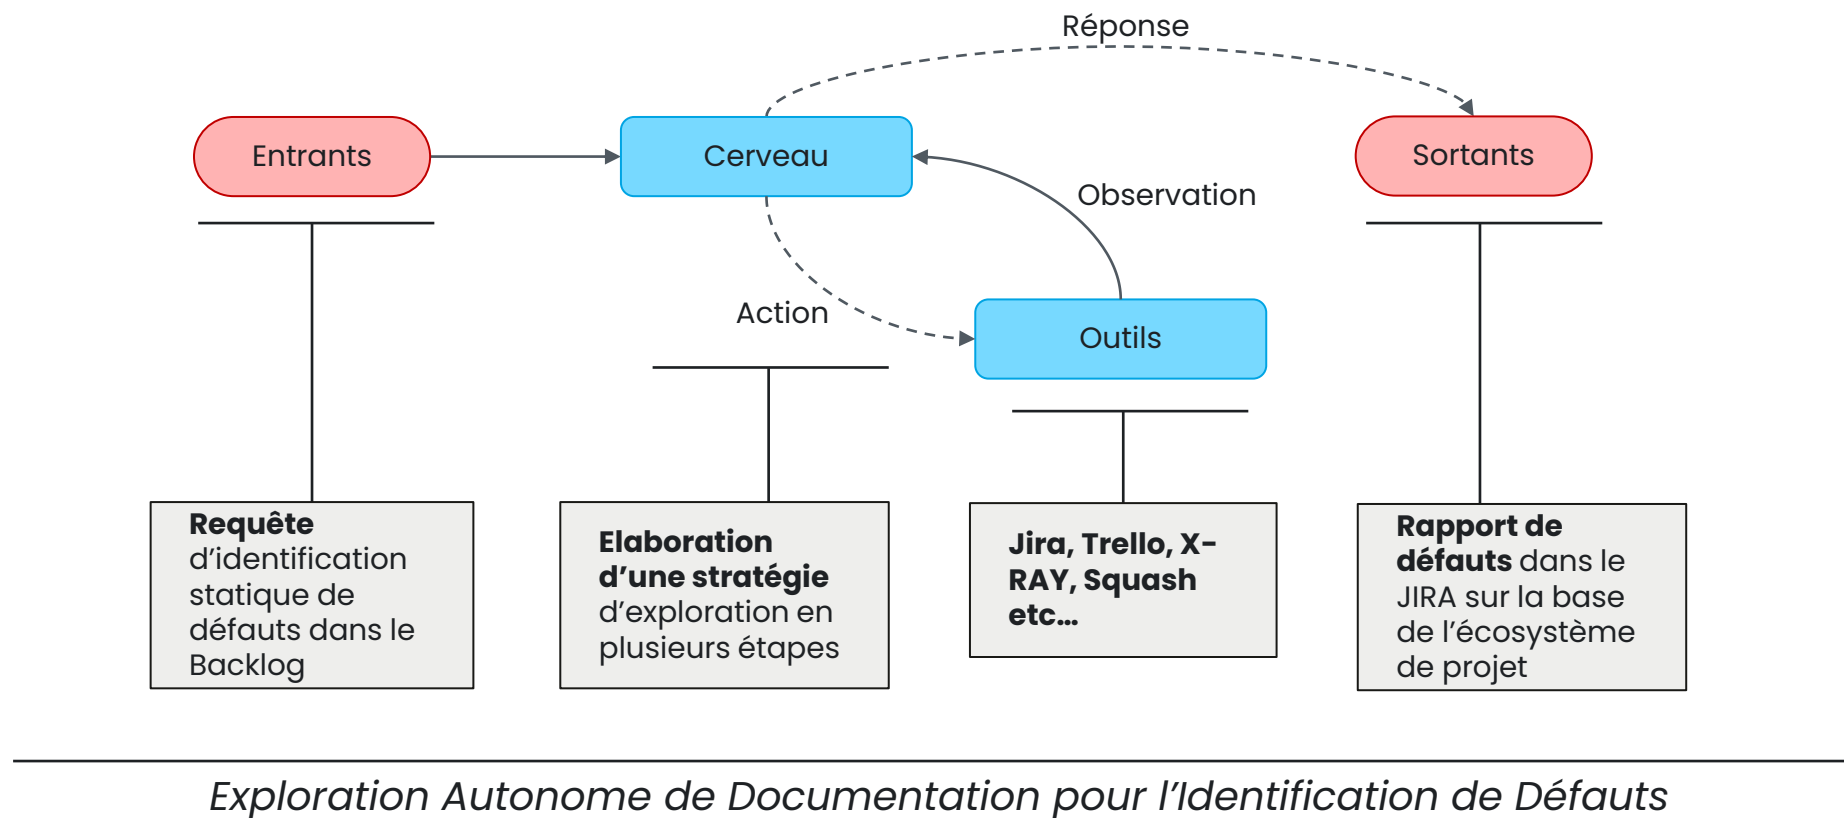 Réponse
Entrants
Cerveau
Sortants
Observation
Action
Outils
Requête
d’identification
statique de
défauts dans le
Backlog
Elaboration
d’une stratégie
d’exploration en
plusieurs étapes
Jira, Trello, X-
RAY, Squash
etc…
Rapport de
défauts dans le
JIRA sur la base
de l’écosystème
de projet
Exploration Autonome de Documentation pour l’Identification de Défauts